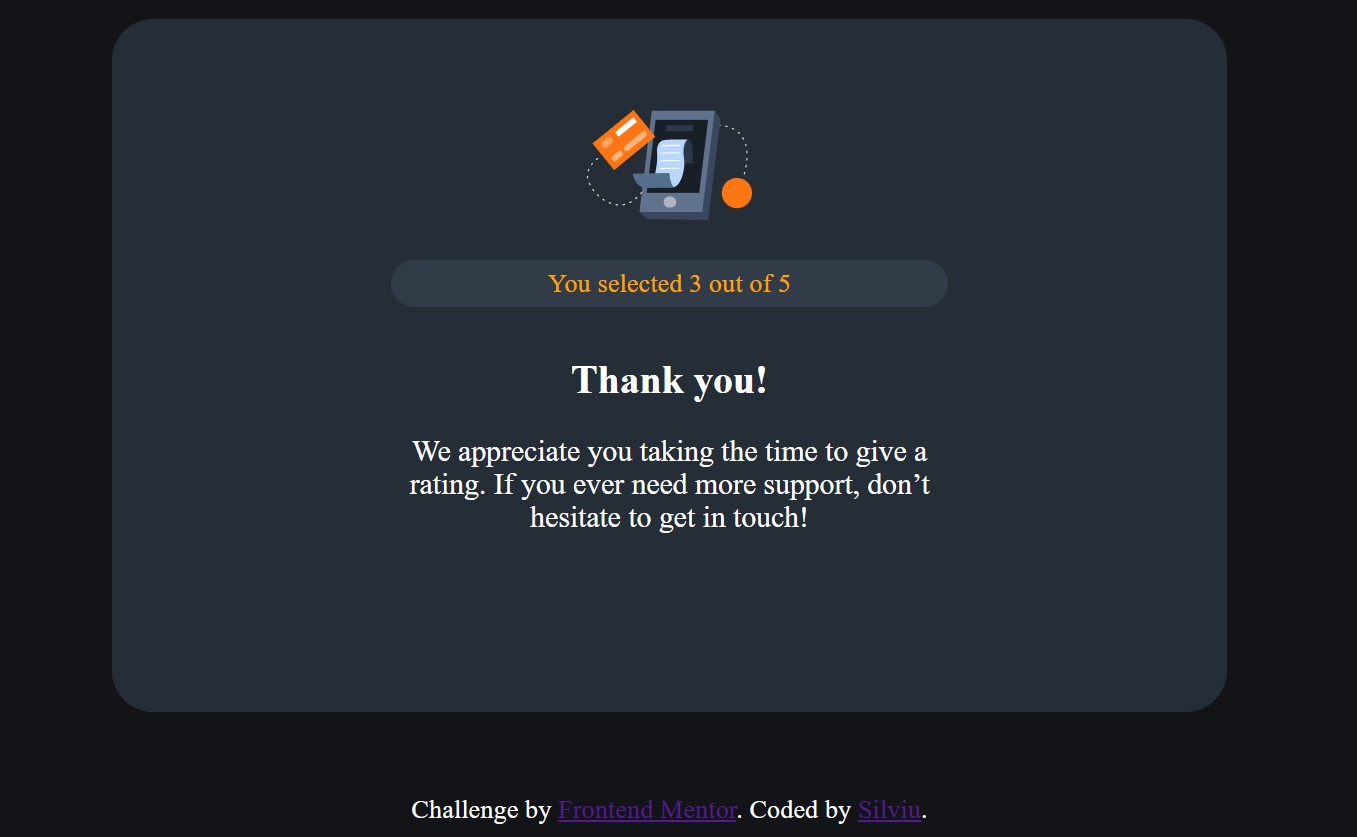 You selected 3 out of 5
Thank you!
We appreciate you taking the time to give a
rating. If you ever need more support, don’t
hesitate to get in touch!
Challenge by Frontend Mentor. Coded by Silviu.